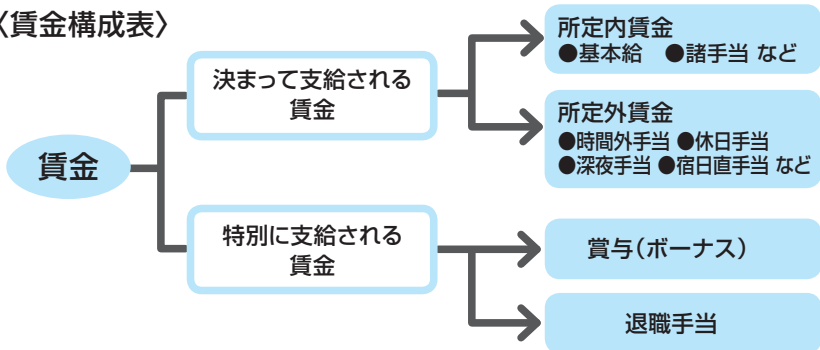 〈賃金構成表〉
賃金
決まって支給される
賃金
所定内賃金
●基本給 ●諸手当 など
所定外賃金
●時間外手当 ●休日手当
●深夜手当 ●宿日直手当 など
特別に支給される
賃金
賞与(ボーナス)
退職手当